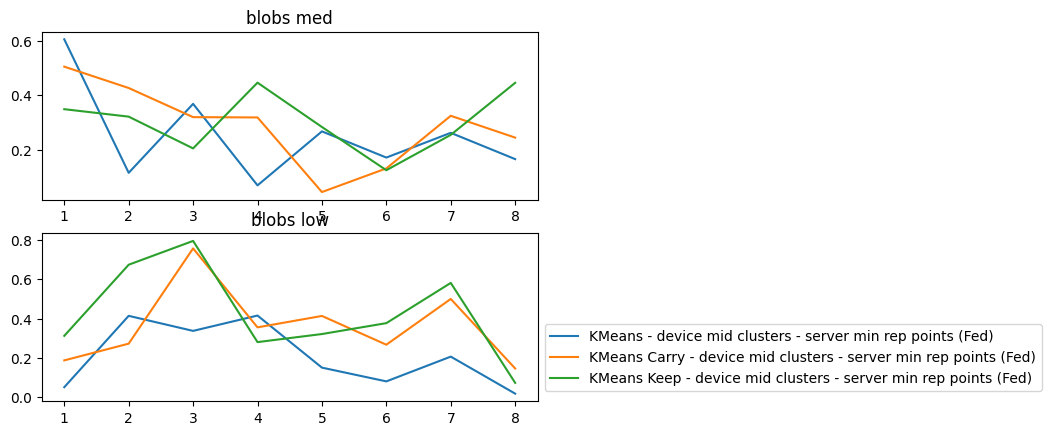 blobs med
0.6
0.4
0.2
1 2 3 4 5 6 7 8
blobs low
0.8
0.6
0.4
0.2
0.0
1 2 3 4 5 6 7 8
KMeans - device mid clusters - server min rep points (Fed)
KMeans Carry - device mid clusters - server min rep points (Fed)
KMeans Keep - device mid clusters - server min rep points (Fed)